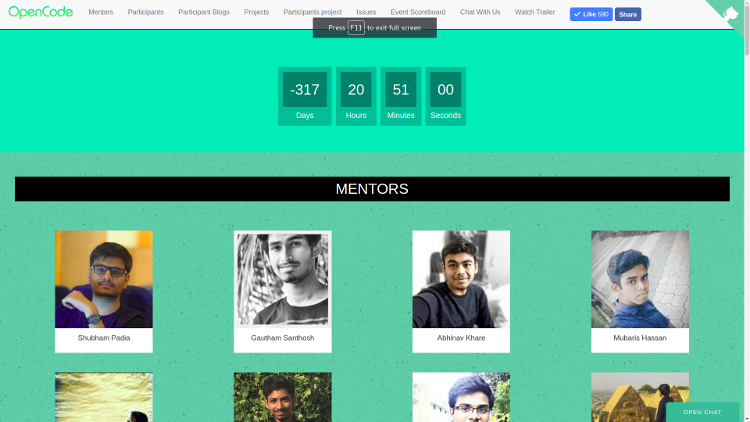 OpenCode Mentors Participants Participant Blogs Projects Participants project Issues Event Scoreboard Chat With Us Watch Trailer Like 590 Share
Press F11 to exit full screen
-317 20 51 00
Days Hours Minutes Seconds
MENTORS
Shubham Padia Gautham Santhosh Abhinav Khare Mubaris Hassan
OPEN CHAT